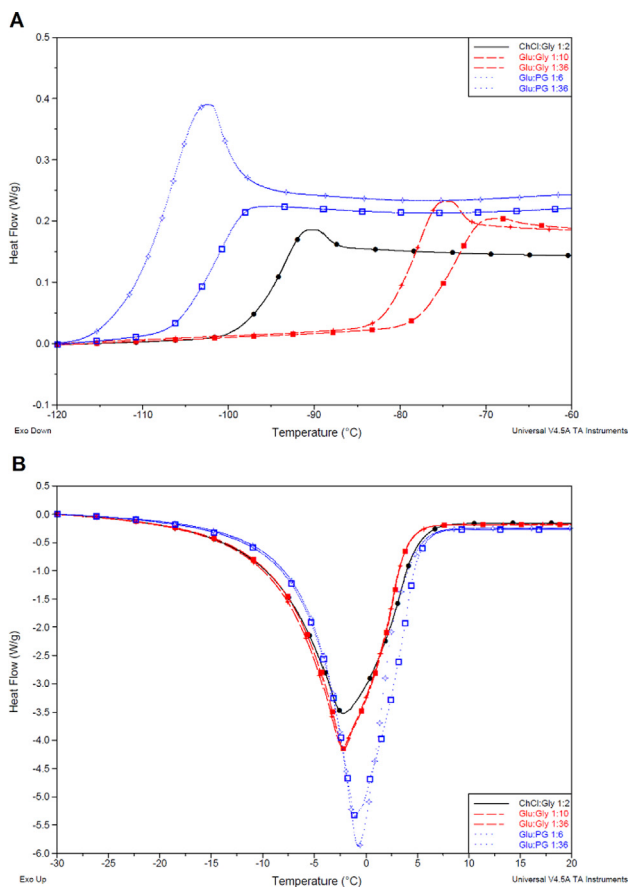 A
0.5
0.4
0.3
0.2
0.1
0.0
-0.1
Heat Flow (W/g)
ChCl:Gly 1:2
Glu:Gly 1:10
Glu:Gly 1:36
Glu:PG 1:6
Glu:PG 1:36
-120 -110 -100 -90 -80 -70 -60
Exo Down
Temperature (°C)
Universal V4.5A TA Instruments
B
0.5
0.0
-0.5
-1.0
-1.5
-2.0
-2.5
-3.0
-3.5
-4.0
-4.5
-5.0
-5.5
-6.0
Heat Flow (W/g)
ChCl:Gly 1:2
Glu:Gly 1:10
Glu:Gly 1:36
Glu:PG 1:6
Glu:PG 1:36
-30 -25 -20 -15 -10 -5 0 5 10 15 20
Exo Up
Temperature (°C)
Universal V4.5A TA Instruments